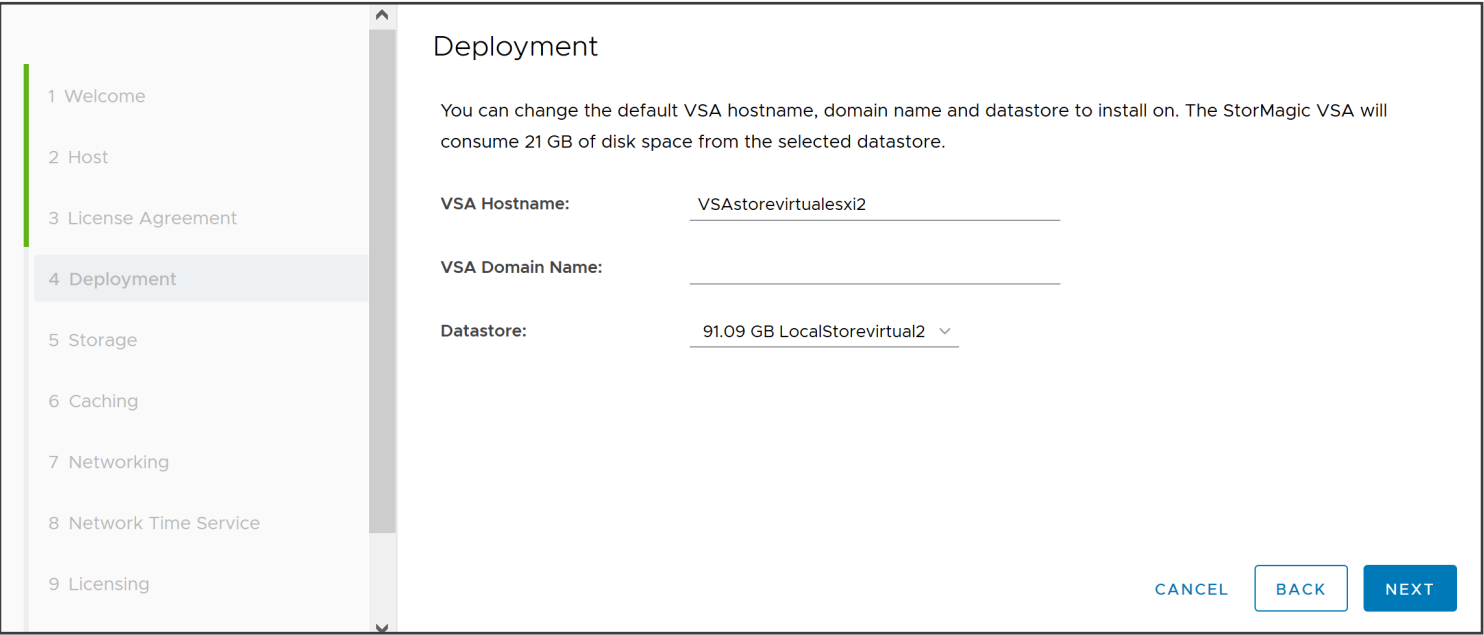 1 Welcome
2 Host
3 License Agreement
4 Deployment
5 Storage
6 Caching
7 Networking
8 Network Time Service
9 Licensing
Deployment
You can change the default VSA hostname, domain name and datastore to install on. The StorMagic VSA will
consume 21 GB of disk space from the selected datastore.
VSA Hostname: VSAstorevirtualesxi2
VSA Domain Name:
Datastore: 91.09 GB LocalStorevirtual2
CANCEL BACK NEXT